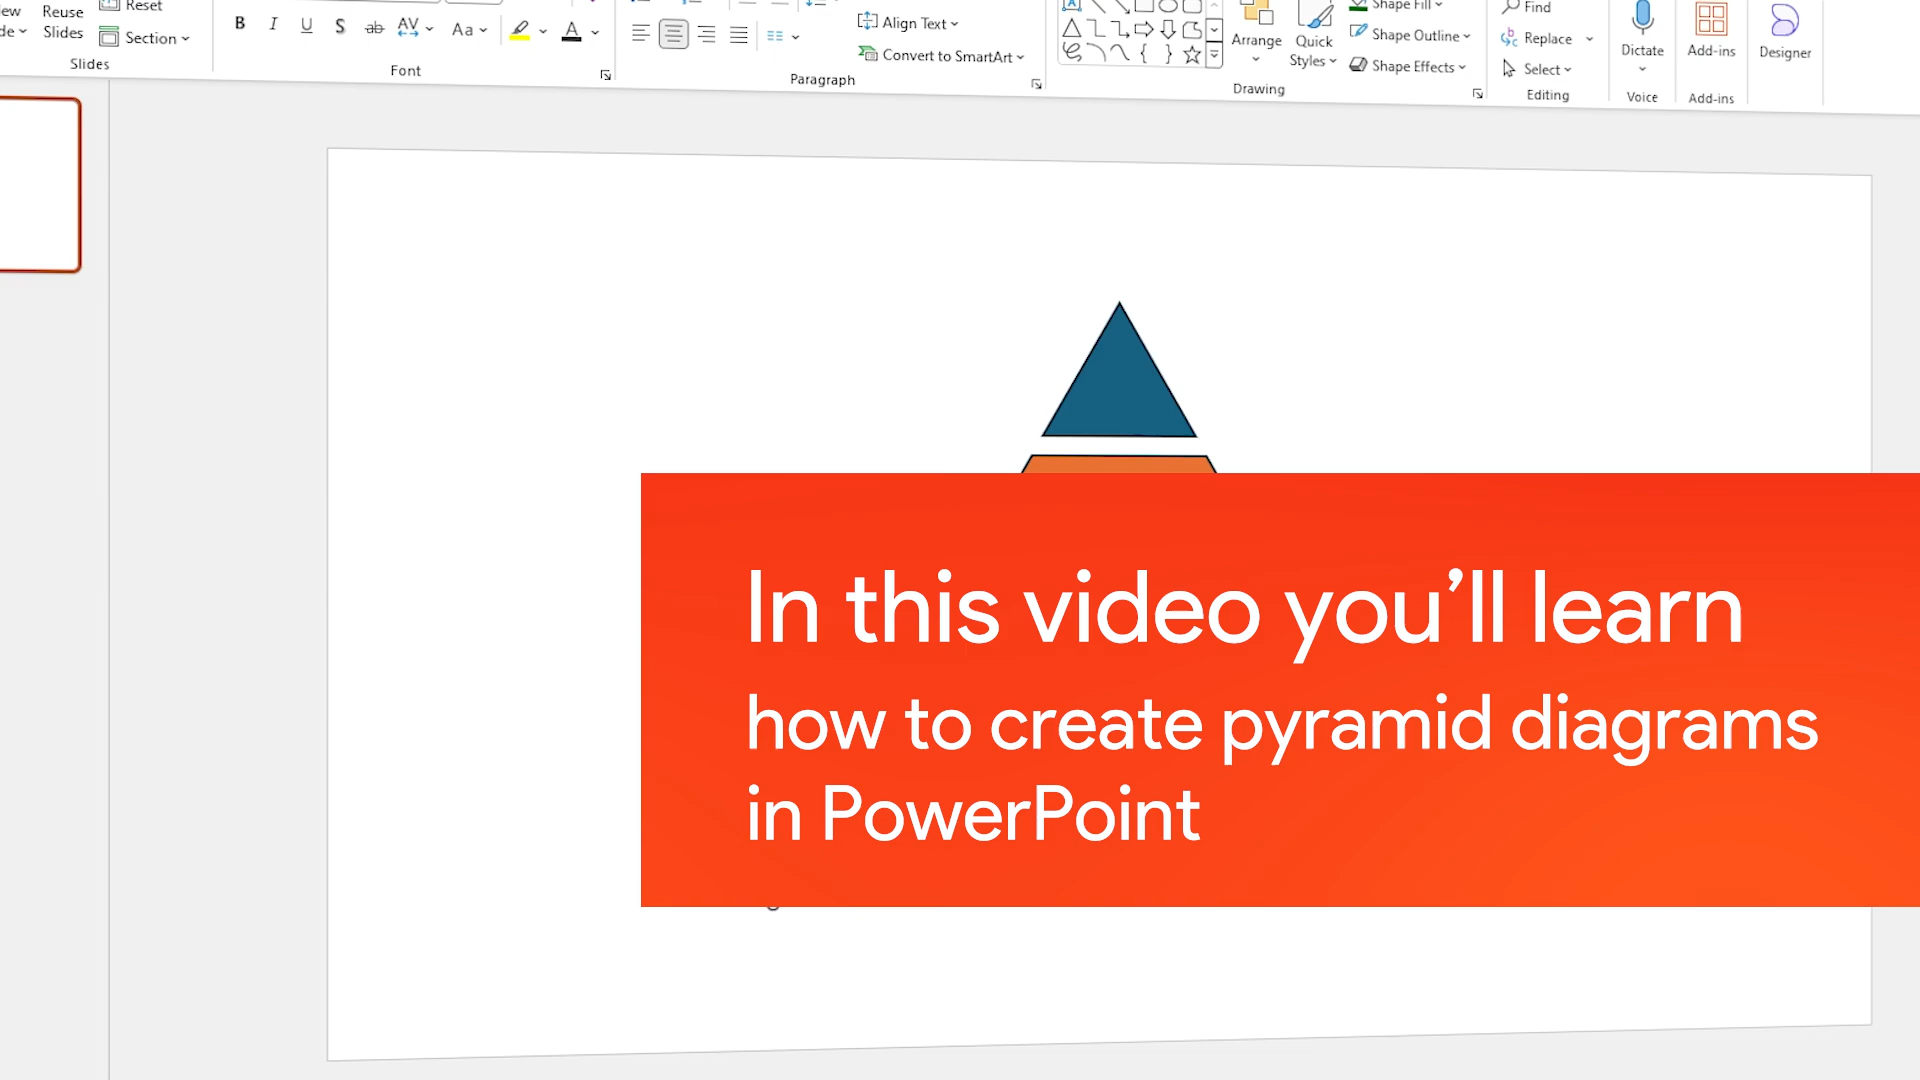 Reuse
Slides
Reset
Section
Slides
B I U S ab AV Aa A
Font
Align Text
Convert to SmartArt
Paragraph
A
Arrange
Quick
Styles
Shape Fill
Shape Outline
Shape Effects
Drawing
Find
Replace
Select
Editing
Dictate
Voice
Add-ins
Add-ins
Designer
In this video you’ll learn
how to create pyramid diagrams
in PowerPoint